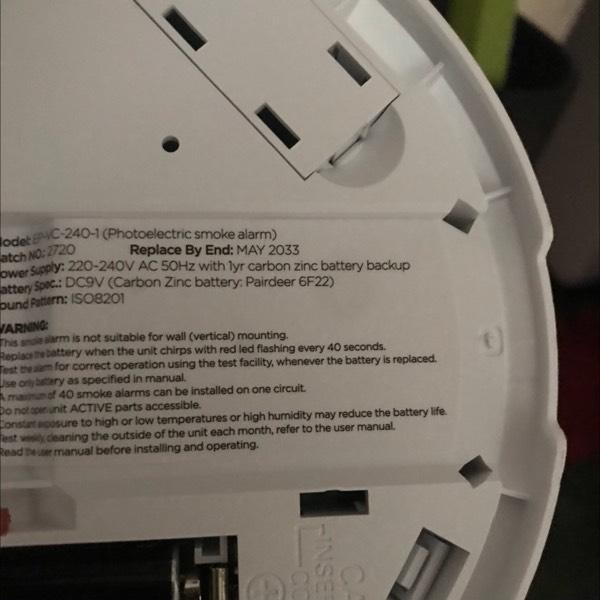 Model: EP-VC-240-1 (Photoelectric smoke alarm)
Batch NO: 2720 Replace By End: MAY 2033
Power Supply: 220-240V AC 50Hz with 1yr carbon zinc battery backup
Battery Spec.: DC9V (Carbon Zinc battery: Pairdeer 6F22)
Sound Pattern: ISO8201
WARNING:
This smoke alarm is not suitable for wall (vertical) mounting.
Replace the battery when the unit chirps with red led flashing every 40 seconds.
Test the alarm for correct operation using the test facility, whenever the battery is replaced.
Use only battery as specified in manual.
A maximum of 40 smoke alarms can be installed on one circuit.
Do not open unit ACTIVE parts accessible.
Constant exposure to high or low temperatures or high humidity may reduce the battery life.
Test weekly, cleaning the outside of the unit each month, refer to the user manual.
Read the user manual before installing and operating.